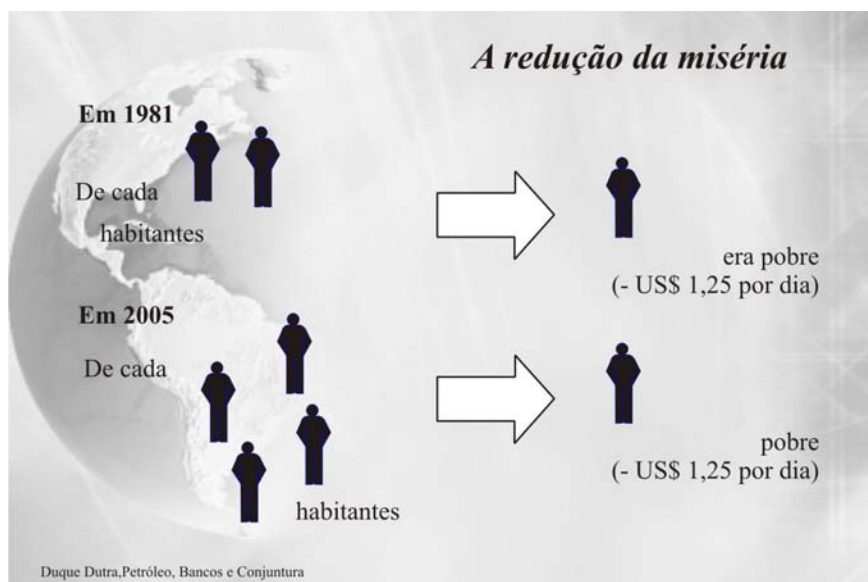 A redução da miséria
Em 1981
De cada
habitantes
era pobre
(- US$ 1,25 por dia)
Em 2005
De cada
habitantes
pobre
(- US$ 1,25 por dia)
Duque Dutra,Petróleo, Bancos e Conjuntura